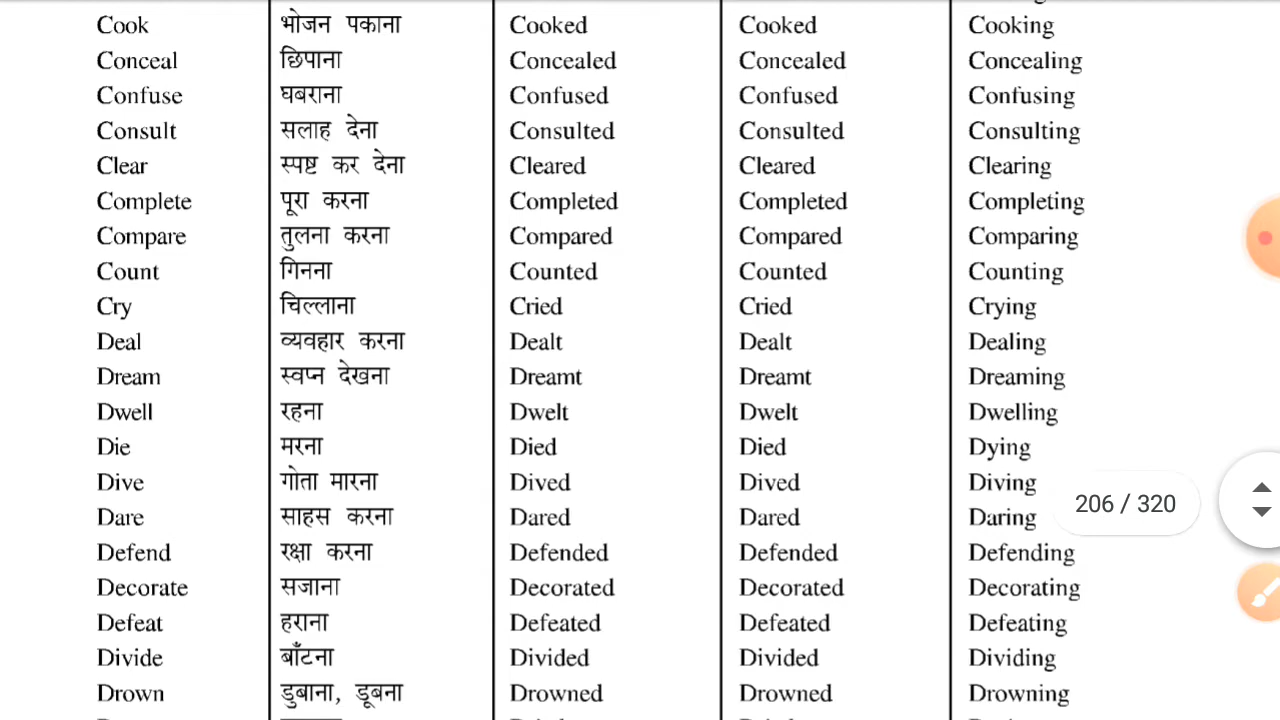 Cook भोजन पकाना Cooked Cooked Cooking
Conceal छिपाना Concealed Concealed Concealing
Confuse घबराना Confused Confused Confusing
Consult सलाह देना Consulted Consulted Consulting
Clear स्पष्ट कर देना Cleared Cleared Clearing
Complete पूरा करना Completed Completed Completing
Compare तुलना करना Compared Compared Comparing
Count गिनना Counted Counted Counting
Cry चिल्लाना Cried Cried Crying
Deal व्यवहार करना Dealt Dealt Dealing
Dream स्वप्न देखना Dreamt Dreamt Dreaming
Dwell रहना Dwelt Dwelt Dwelling
Die मरना Died Died Dying
Dive गोता मारना Dived Dived Diving
206 / 320
Dare साहस करना Dared Dared Daring
Defend रक्षा करना Defended Defended Defending
Decorate सजाना Decorated Decorated Decorating
Defeat हराना Defeated Defeated Defeating
Divide बाँटना Divided Divided Dividing
Drown डुबाना, डूबना Drowned Drowned Drowning